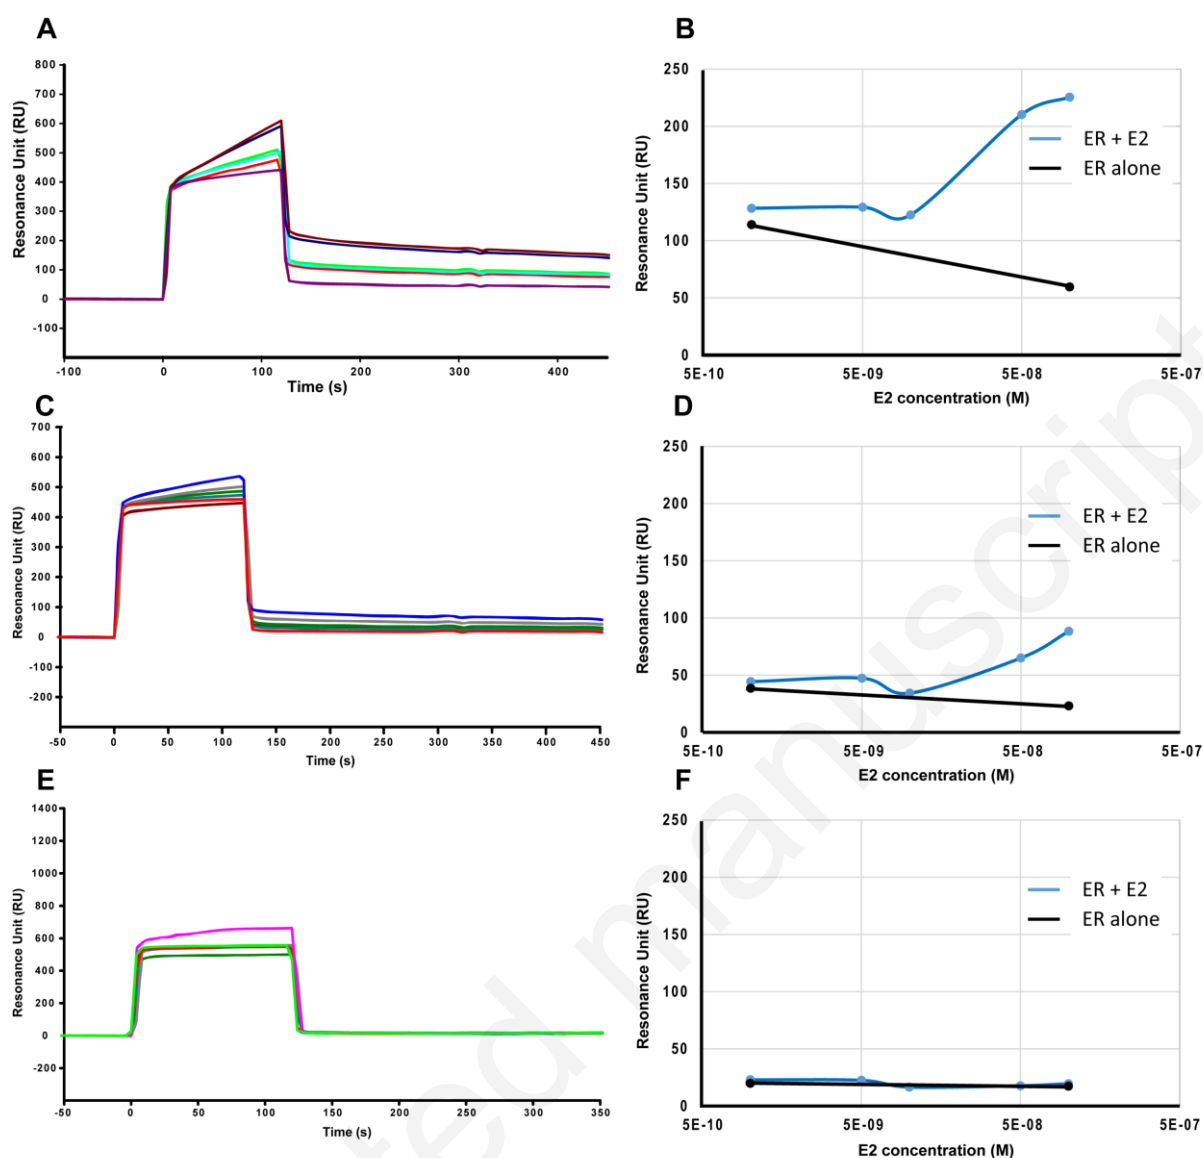 A
Resonance Unit (RU)
800
700
600
500
400
300
200
100
0
-100
-100
0
100
200
300
400
Time (s)
B
Resonance Unit (RU)
250
200
150
100
50
0
ER + E2
ER alone
5E-10
5E-09
5E-08
5E-07
E2 concentration (M)
C
Resonance Unit (RU)
700
600
500
400
300
200
100
0
-100
-200
-50
0
50
100
150
200
250
300
350
400
450
Time (s)
D
Resonance Unit (RU)
250
200
150
100
50
0
ER + E2
ER alone
5E-10
5E-09
5E-08
5E-07
E2 concentration (M)
E
Resonance Unit (RU)
1400
1200
1000
800
600
400
200
0
-200
-50
0
50
100
150
200
250
300
350
Time (s)
F
Resonance Unit (RU)
250
200
150
100
50
0
ER + E2
ER alone
5E-10
5E-09
5E-08
5E-07
E2 concentration (M)
manuscript